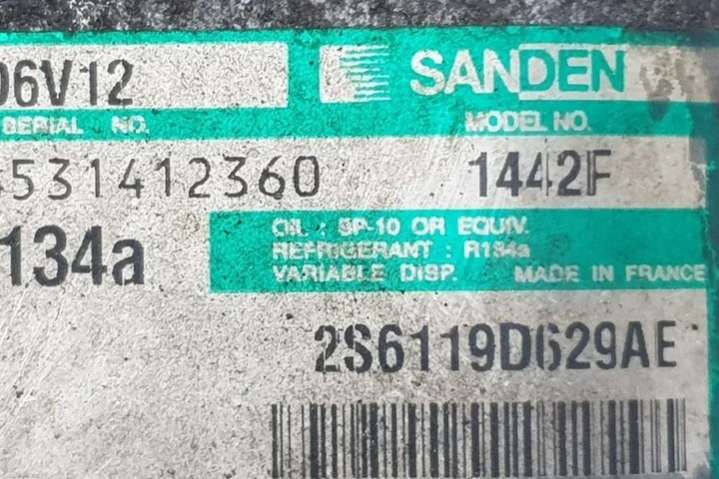 06V12 SANDEN
SERIAL NO. MODEL NO.
531412360 1442F
134a
OIL : SP-10 OR EQUIV.
REFRIGERANT : R134a
VARIABLE DISP. MADE IN FRANCE
2S6119D629AE